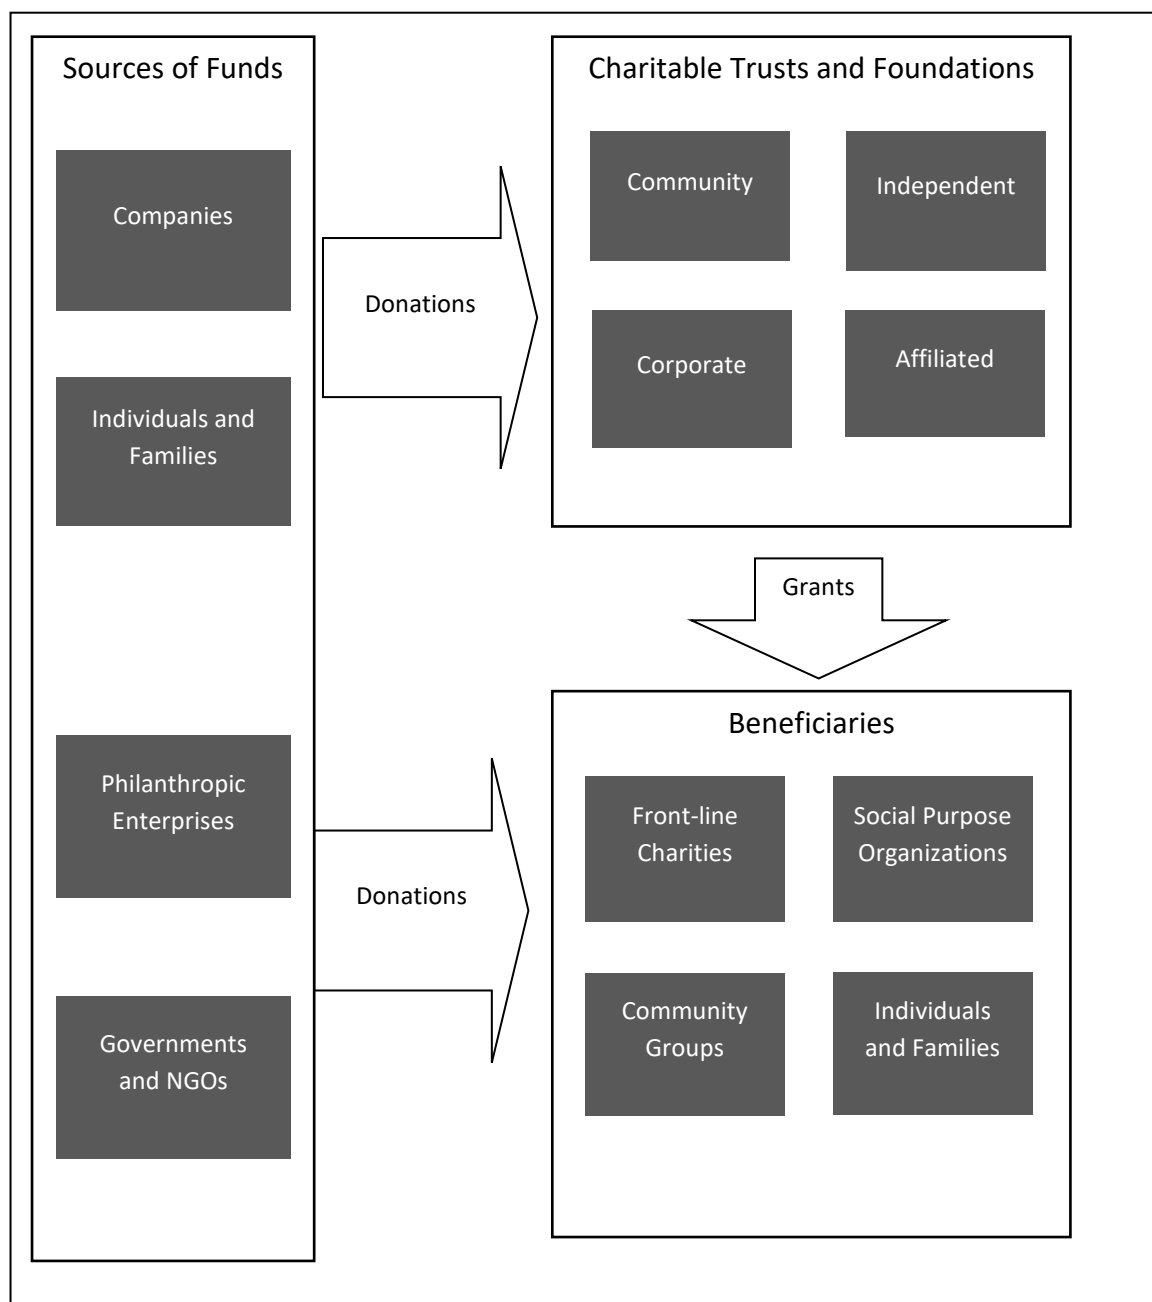 Sources of Funds
Companies
Individuals and
Families
Philanthropic
Enterprises
Governments
and NGOs
Donations
Donations
Charitable Trusts and Foundations
Community
Independent
Corporate
Affiliated
Grants
Beneficiaries
Front-line
Charities
Social Purpose
Organizations
Community
Groups
Individuals
and Families